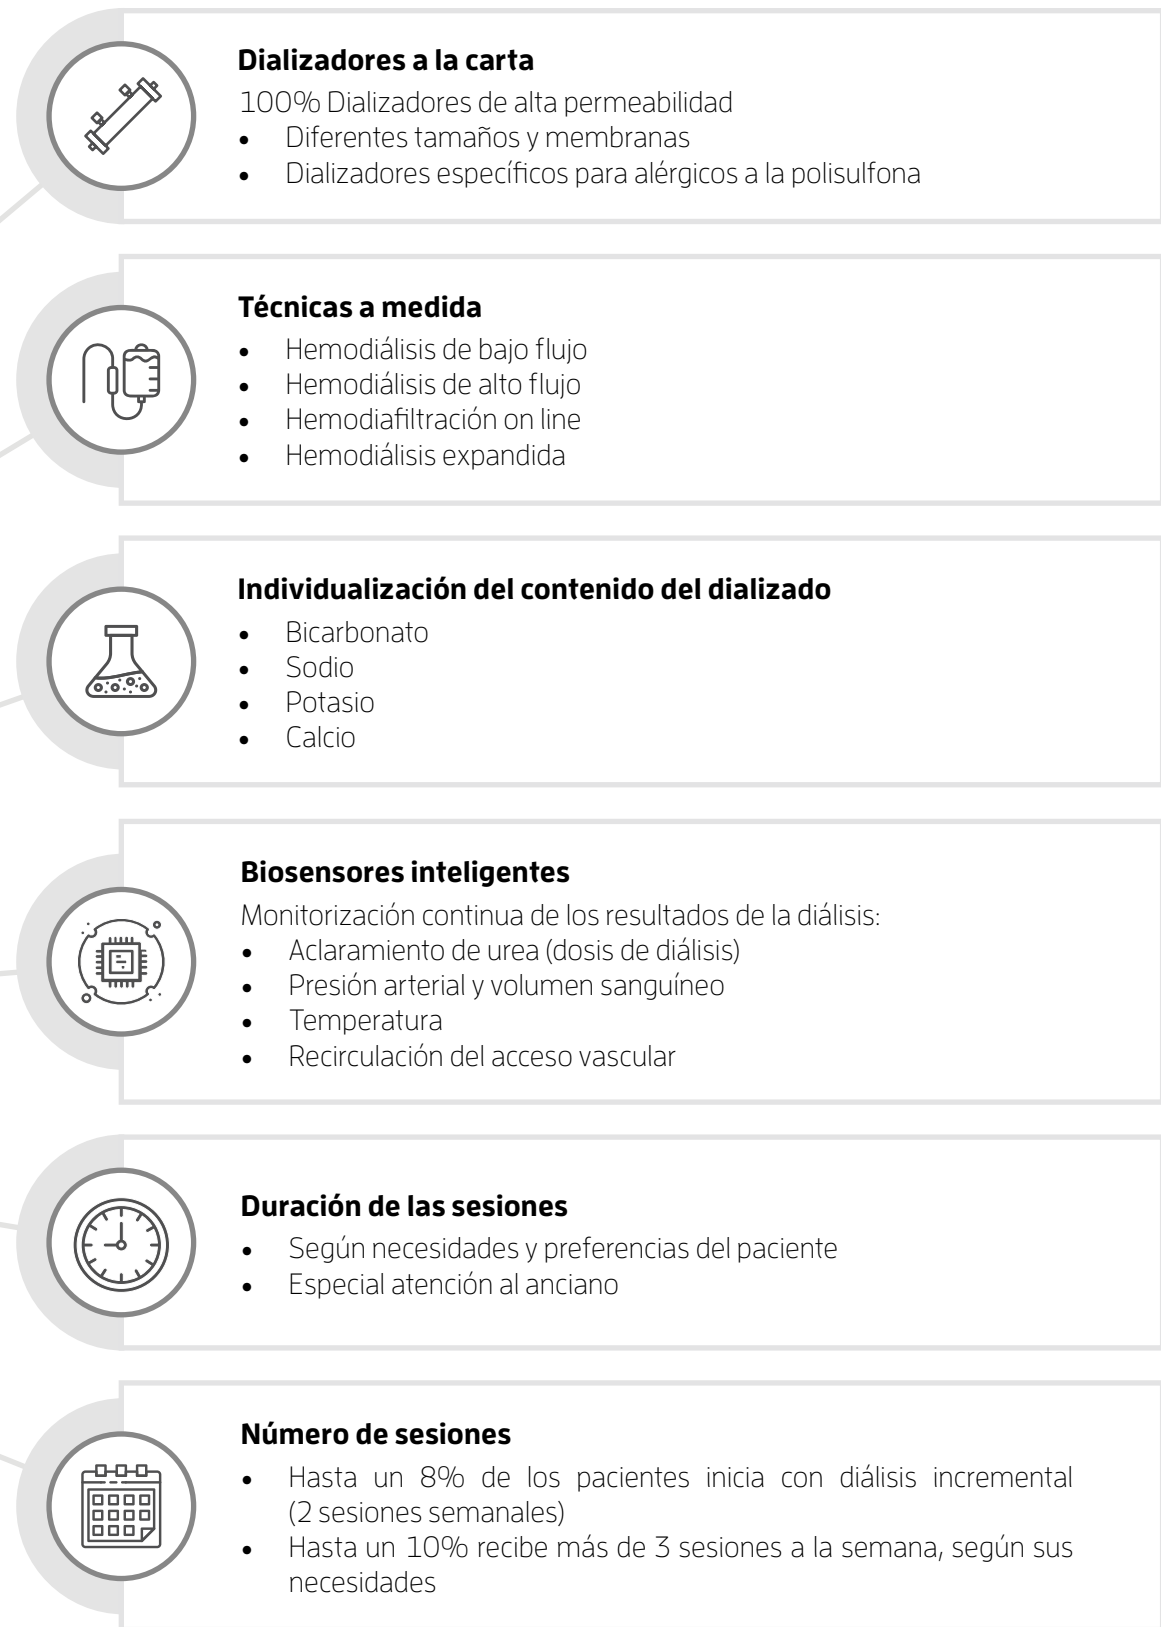 Dializadores a la carta
100% Dializadores de alta permeabilidad
• Diferentes tamaños y membranas
• Dializadores específicos para alérgicos a la polisulfona
Técnicas a medida
• Hemodiálisis de bajo flujo
• Hemodiálisis de alto flujo
• Hemodiafiltración on line
• Hemodiálisis expandida
Individualización del contenido del dializado
• Bicarbonato
• Sodio
• Potasio
• Calcio
Biosensores inteligentes
Monitorización continua de los resultados de la diálisis:
• Aclaramiento de urea (dosis de diálisis)
• Presión arterial y volumen sanguíneo
• Temperatura
• Recirculación del acceso vascular
Duración de las sesiones
• Según necesidades y preferencias del paciente
• Especial atención al anciano
Número de sesiones
• Hasta un 8% de los pacientes inicia con diálisis incremental
(2 sesiones semanales)
• Hasta un 10% recibe más de 3 sesiones a la semana, según sus
necesidades